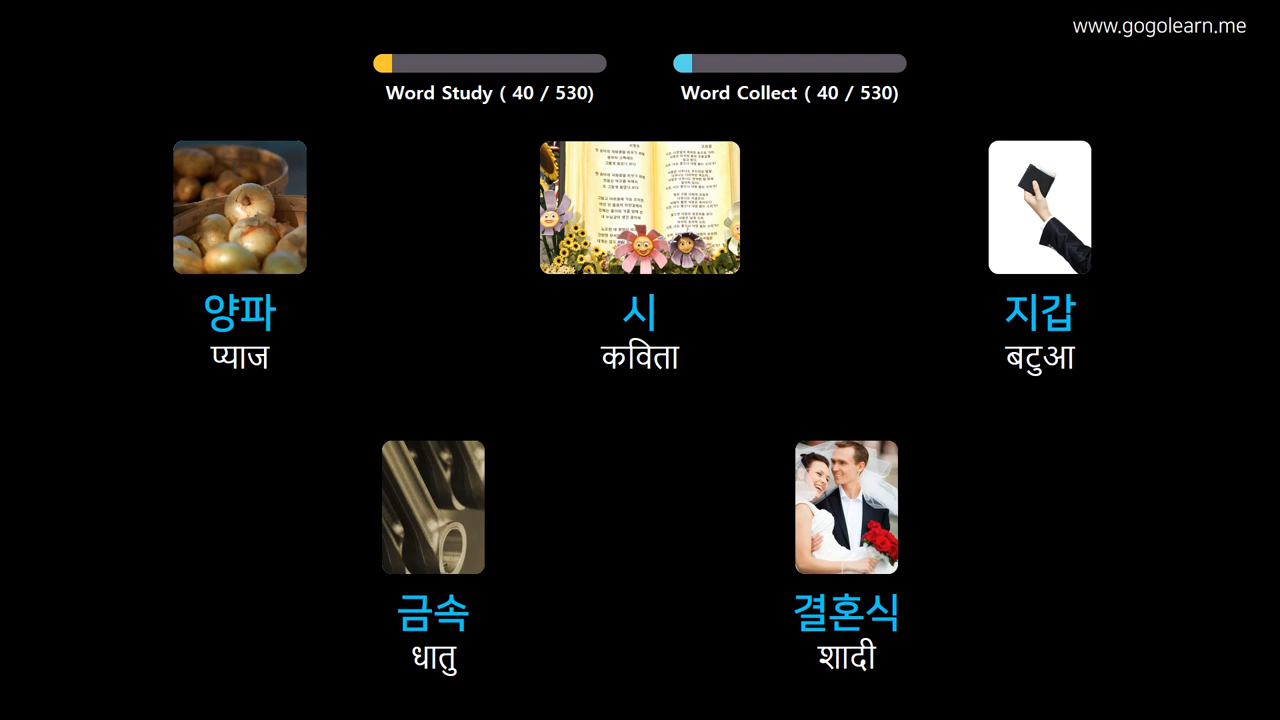 www.gogolearn.me
Word Study ( 40 / 530)
Word Collect ( 40 / 530)
양파
प्याज
시
कविता
지갑
बटुआ
금속
धातु
결혼식
शादी